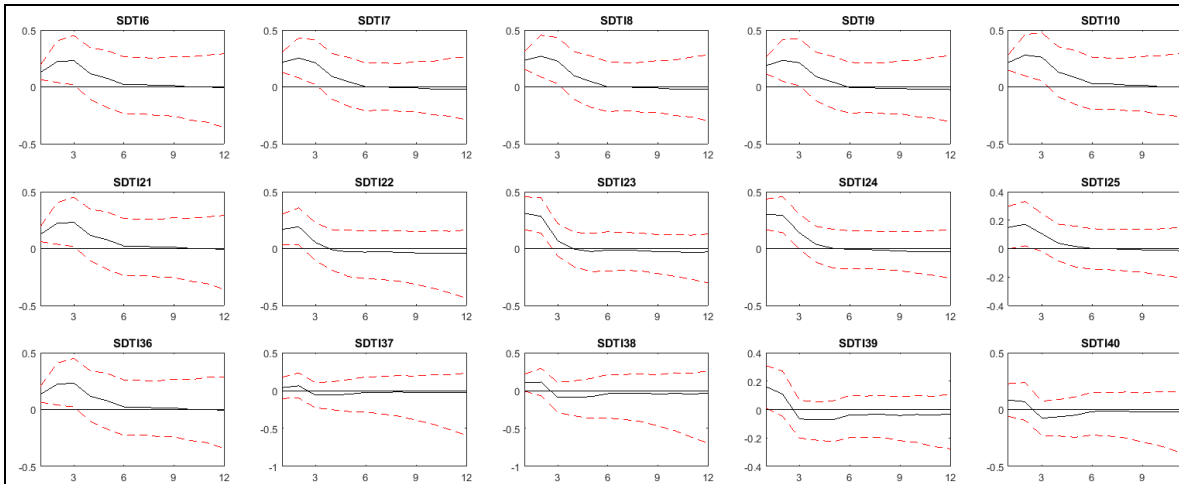 SDTI6 SDTI7 SDTI8 SDTI9 SDTI10
0.5 0.5 0.5 0.5 0.5
0 0 0 0 0
-0.5 -0.5 -0.5 -0.5 -0.5
3 6 9 12 3 6 9 12 3 6 9 12 3 6 9 12 3 6 9
SDTI21 SDTI22 SDTI23 SDTI24 SDTI25
0.5 0.5 0.5 0.5 0.4
0.2
0 0 0 0 0
-0.2
-0.5 -0.5 -0.5 -0.5 -0.4
3 6 9 12 3 6 9 12 3 6 9 12 3 6 9 12 3 6 9
SDTI36 SDTI37 SDTI38 SDTI39 SDTI40
0.5 0.5 0.5 0.4 0.5
0.2
0 0 0 0 0
-0.5 -0.5 -0.2
-0.5 -1 -1 -0.4 -0.5
3 6 9 12 3 6 9 12 3 6 9 12 3 6 9 12 3 6 9